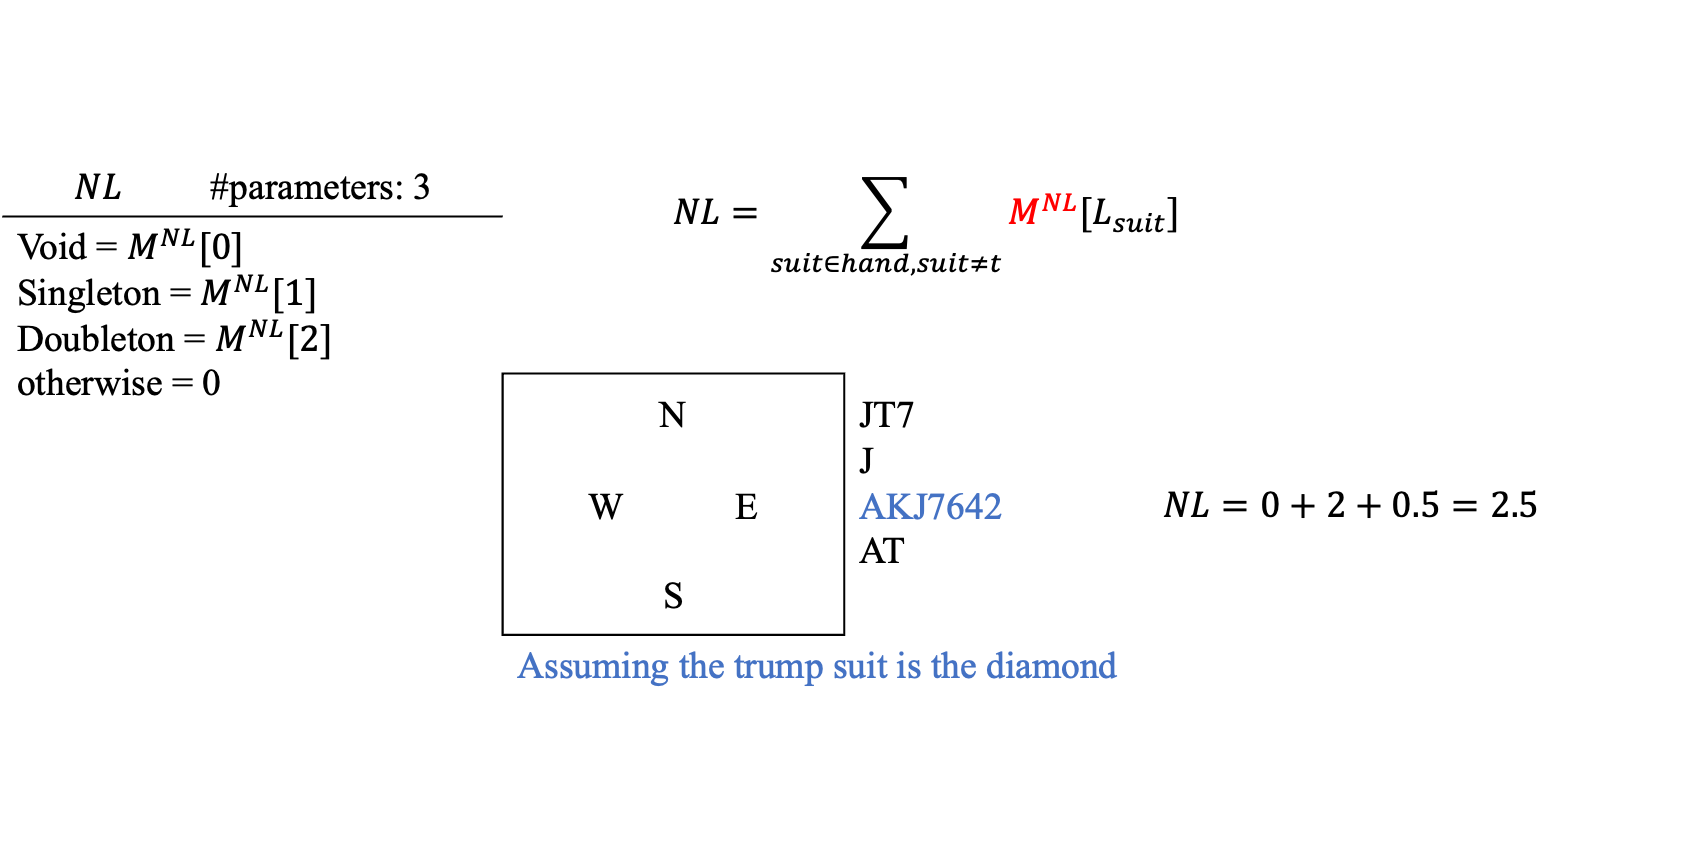 NL #parameters: 3
Void = M^NL[0]
Singleton = M^NL[1]
Doubleton = M^NL[2]
otherwise = 0
NL = ∑ M^NL[L_suit]
suit∈hand,suit≠t
N
W E
S
JT7
J
AKJ7642
AT
NL = 0 + 2 + 0.5 = 2.5
Assuming the trump suit is the diamond